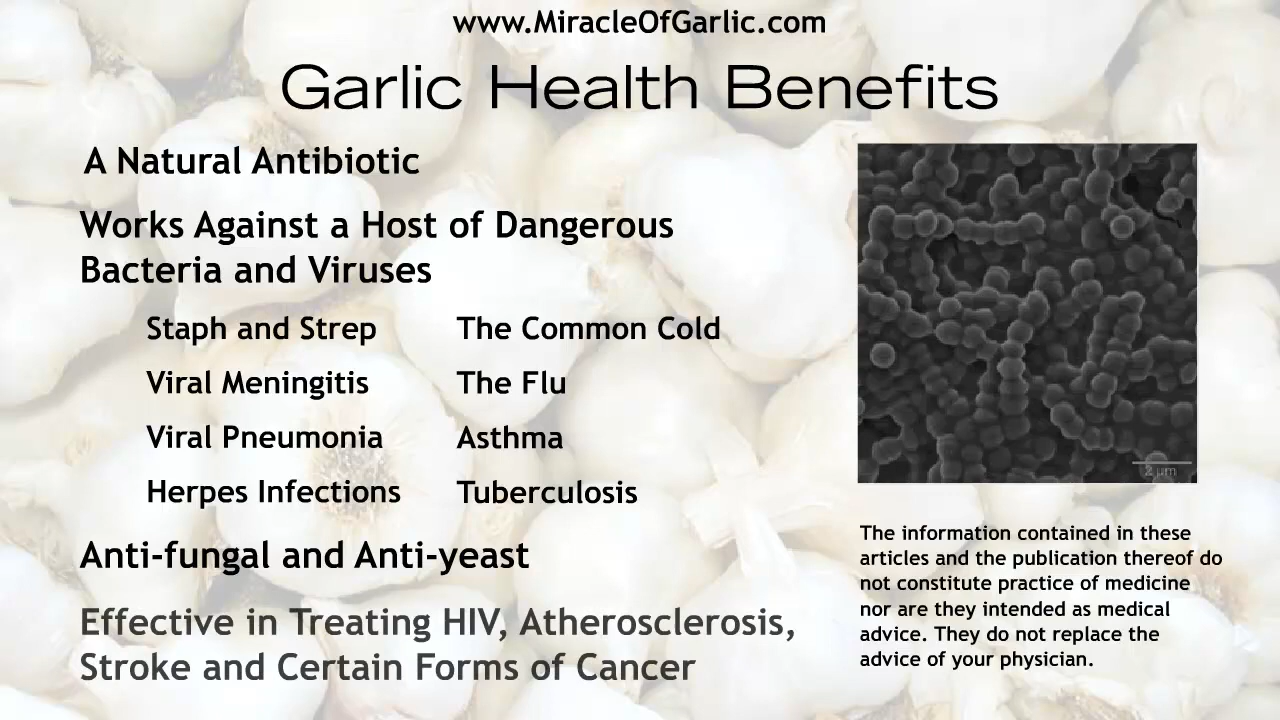 www.MiracleOfGarlic.com
Garlic Health Benefits
A Natural Antibiotic
Works Against a Host of Dangerous
Bacteria and Viruses
Staph and Strep
The Common Cold
Viral Meningitis
The Flu
Viral Pneumonia
Asthma
Herpes Infections
Tuberculosis
Anti-fungal and Anti-yeast
Effective in Treating HIV, Atherosclerosis,
Stroke and Certain Forms of Cancer
2 µm
The information contained in these
articles and the publication thereof do
not constitute practice of medicine
nor are they intended as medical
advice. They do not replace the
advice of your physician.